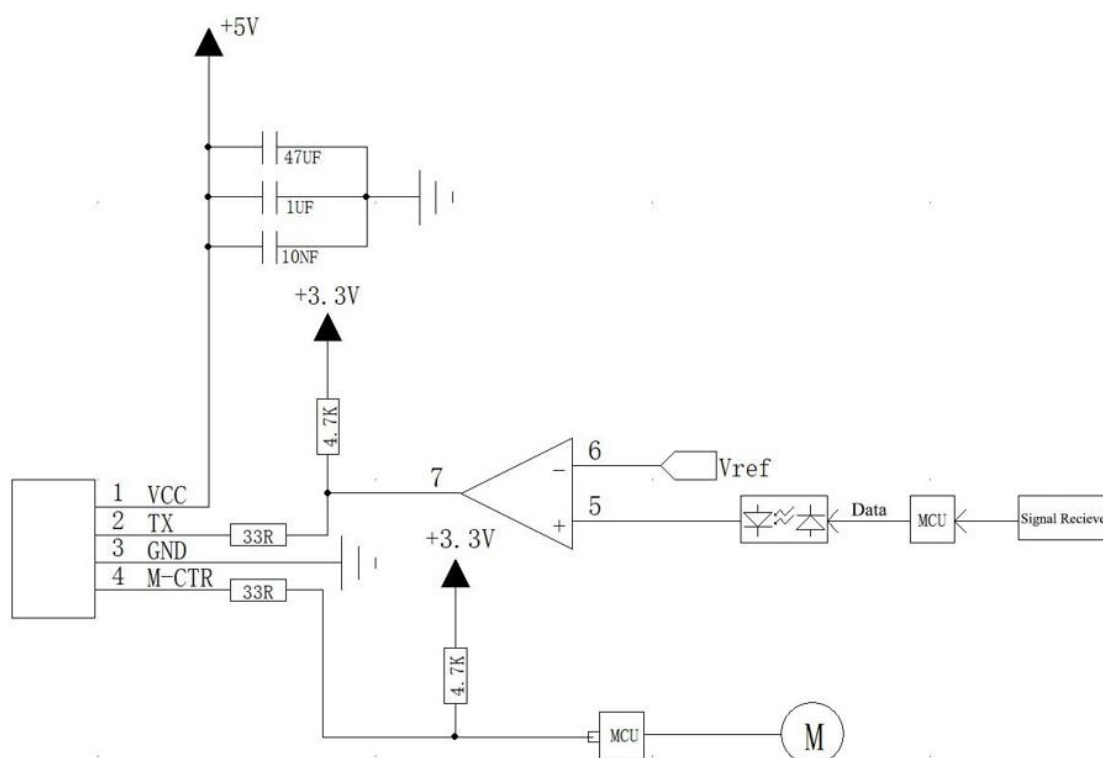 +5V
47UF
1UF
10NF
+3.3V
4.7K
7
6
Vref
5
Data
MCU
Signal Recieve
1 VCC
2 TX
33R
3 GND
4 M-CTR
33R
+3.3V
4.7K
MCU
M